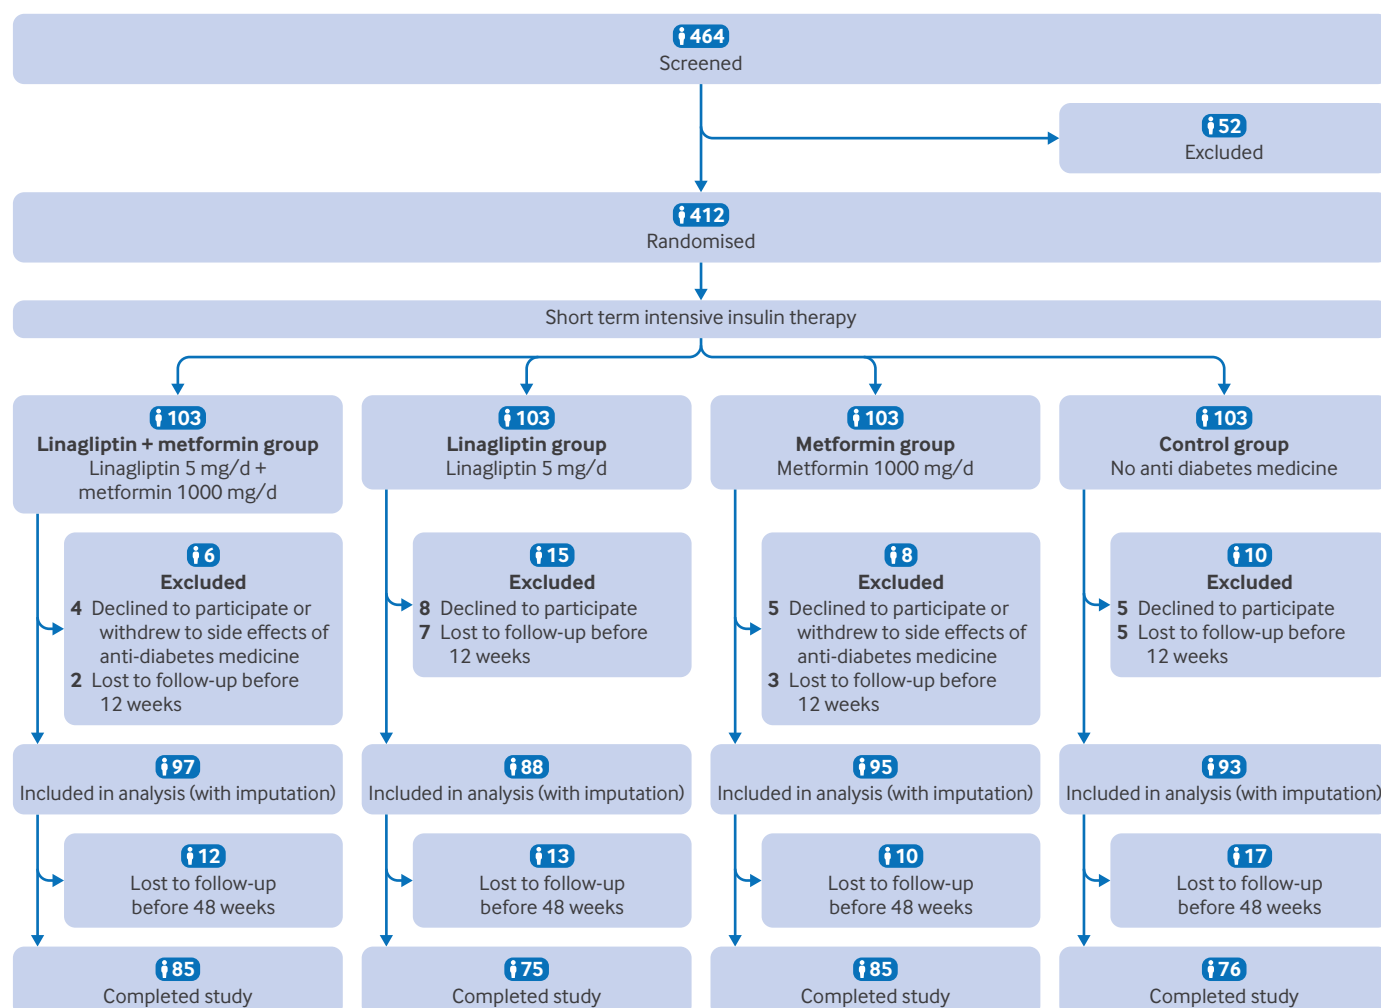 464
Screened
52
Excluded
412
Randomised
Short term intensive insulin therapy
103
Linagliptin + metformin group
Linagliptin 5 mg/d +
metformin 1000 mg/d
103
Linagliptin group
Linagliptin 5 mg/d
103
Metformin group
Metformin 1000 mg/d
103
Control group
No anti diabetes medicine
6
Excluded
4 Declined to participate or
withdrew to side effects of
anti-diabetes medicine
2 Lost to follow-up before
12 weeks
15
Excluded
8 Declined to participate
7 Lost to follow-up before
12 weeks
8
Excluded
5 Declined to participate or
withdrew to side effects of
anti-diabetes medicine
3 Lost to follow-up before
12 weeks
10
Excluded
5 Declined to participate
5 Lost to follow-up before
12 weeks
97
Included in analysis (with imputation)
88
Included in analysis (with imputation)
95
Included in analysis (with imputation)
93
Included in analysis (with imputation)
12
Lost to follow-up
before 48 weeks
13
Lost to follow-up
before 48 weeks
10
Lost to follow-up
before 48 weeks
17
Lost to follow-up
before 48 weeks
85
Completed study
75
Completed study
85
Completed study
76
Completed study